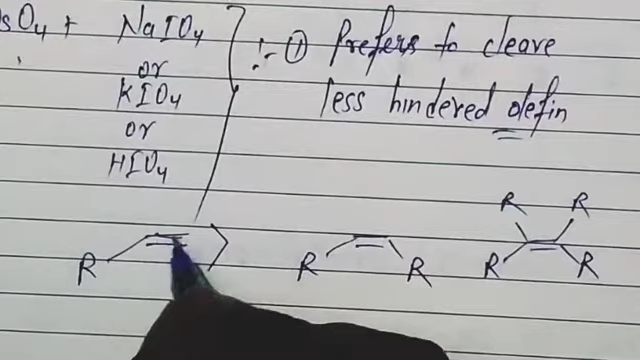 sO4 + NaIO4
or
KIO4
or
HIO4
:- ① Prefers to cleave
less hindered olefin
R > R R R R R R